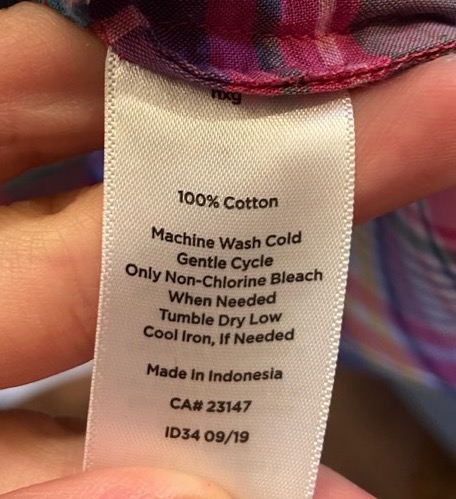 100% Cotton
Machine Wash Cold
Gentle Cycle
Only Non-Chlorine Bleach
When Needed
Tumble Dry Low
Cool Iron, If Needed
Made In Indonesia
CA# 23147
ID34 09/19